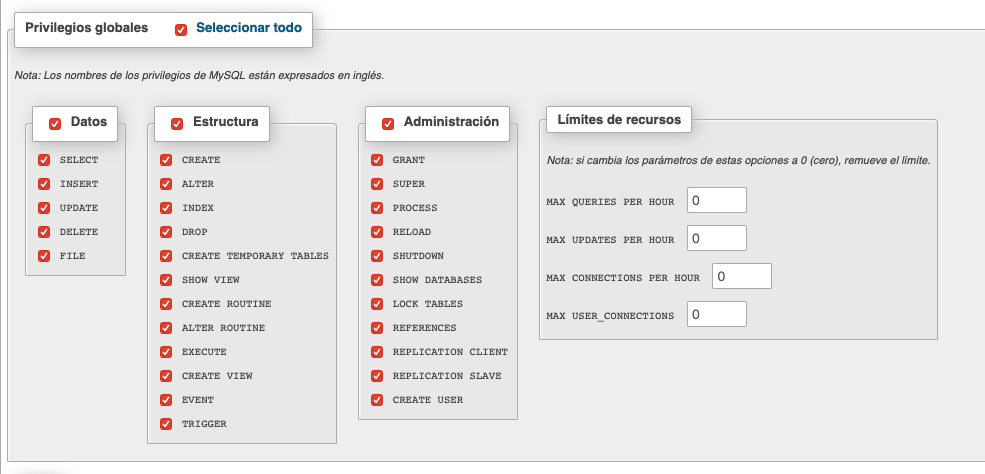 Privilegios globales Seleccionar todo
Nota: Los nombres de los privilegios de MySQL están expresados en inglés.
Datos
SELECT
INSERT
UPDATE
DELETE
FILE
Estructura
CREATE
ALTER
INDEX
DROP
CREATE TEMPORARY TABLES
SHOW VIEW
CREATE ROUTINE
ALTER ROUTINE
EXECUTE
CREATE VIEW
EVENT
TRIGGER
Administración
GRANT
SUPER
PROCESS
RELOAD
SHUTDOWN
SHOW DATABASES
LOCK TABLES
REFERENCES
REPLICATION CLIENT
REPLICATION SLAVE
CREATE USER
Límites de recursos
Nota: si cambia los parámetros de estas opciones a 0 (cero), remueve el límite.
MAX QUERIES PER HOUR 0
MAX UPDATES PER HOUR 0
MAX CONNECTIONS PER HOUR 0
MAX USER_CONNECTIONS 0